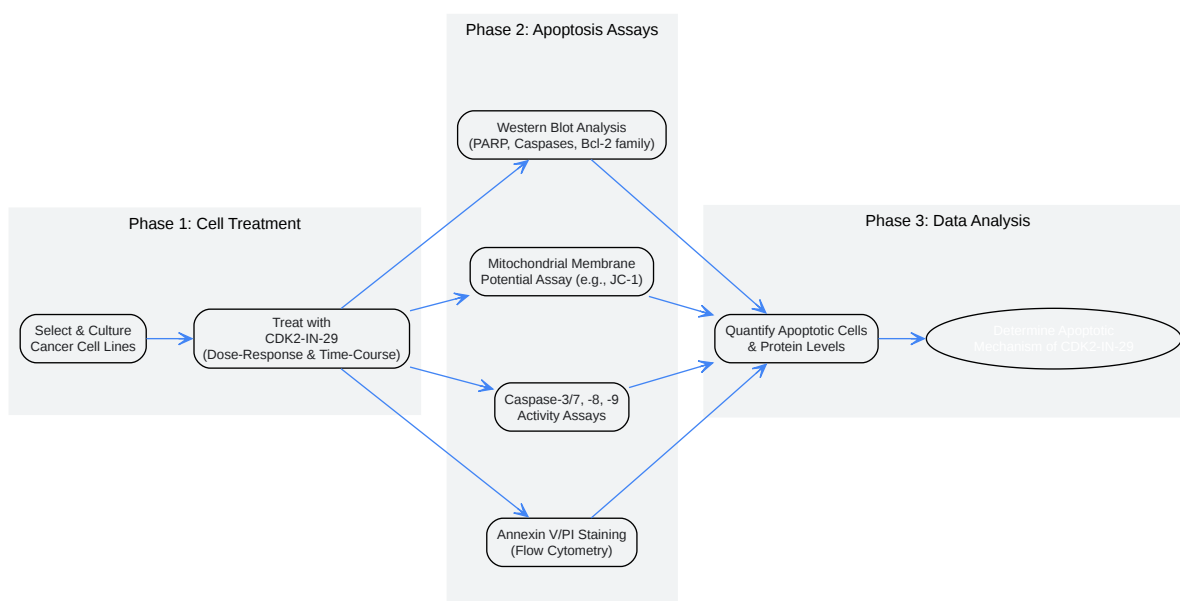 Phase 1: Cell Treatment
Select & Culture
Cancer Cell Lines
Treat with
CDK2-IN-29
(Dose-Response & Time-Course)
Phase 2: Apoptosis Assays
Western Blot Analysis
(PARP, Caspases, Bcl-2 family)
Mitochondrial Membrane
Potential Assay (e.g., JC-1)
Caspase-3/7, -8, -9
Activity Assays
Annexin V/PI Staining
(Flow Cytometry)
Phase 3: Data Analysis
Quantify Apoptotic Cells
& Protein Levels
Determine Apoptotic
Mechanism of CDK2-IN-29